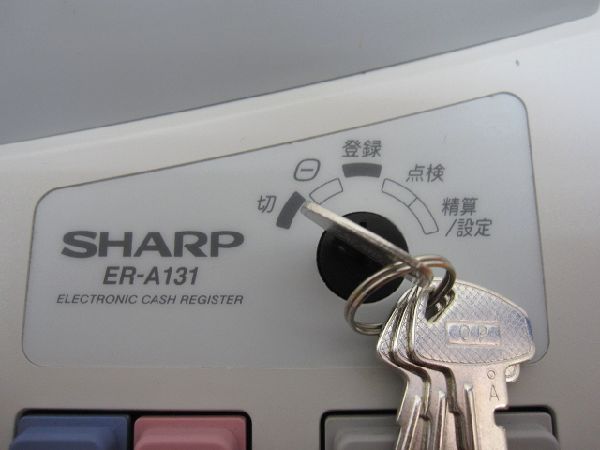 切
⊖
登録
点検
精算
/設定
SHARP
ER-A131
ELECTRONIC CASH REGISTER
A